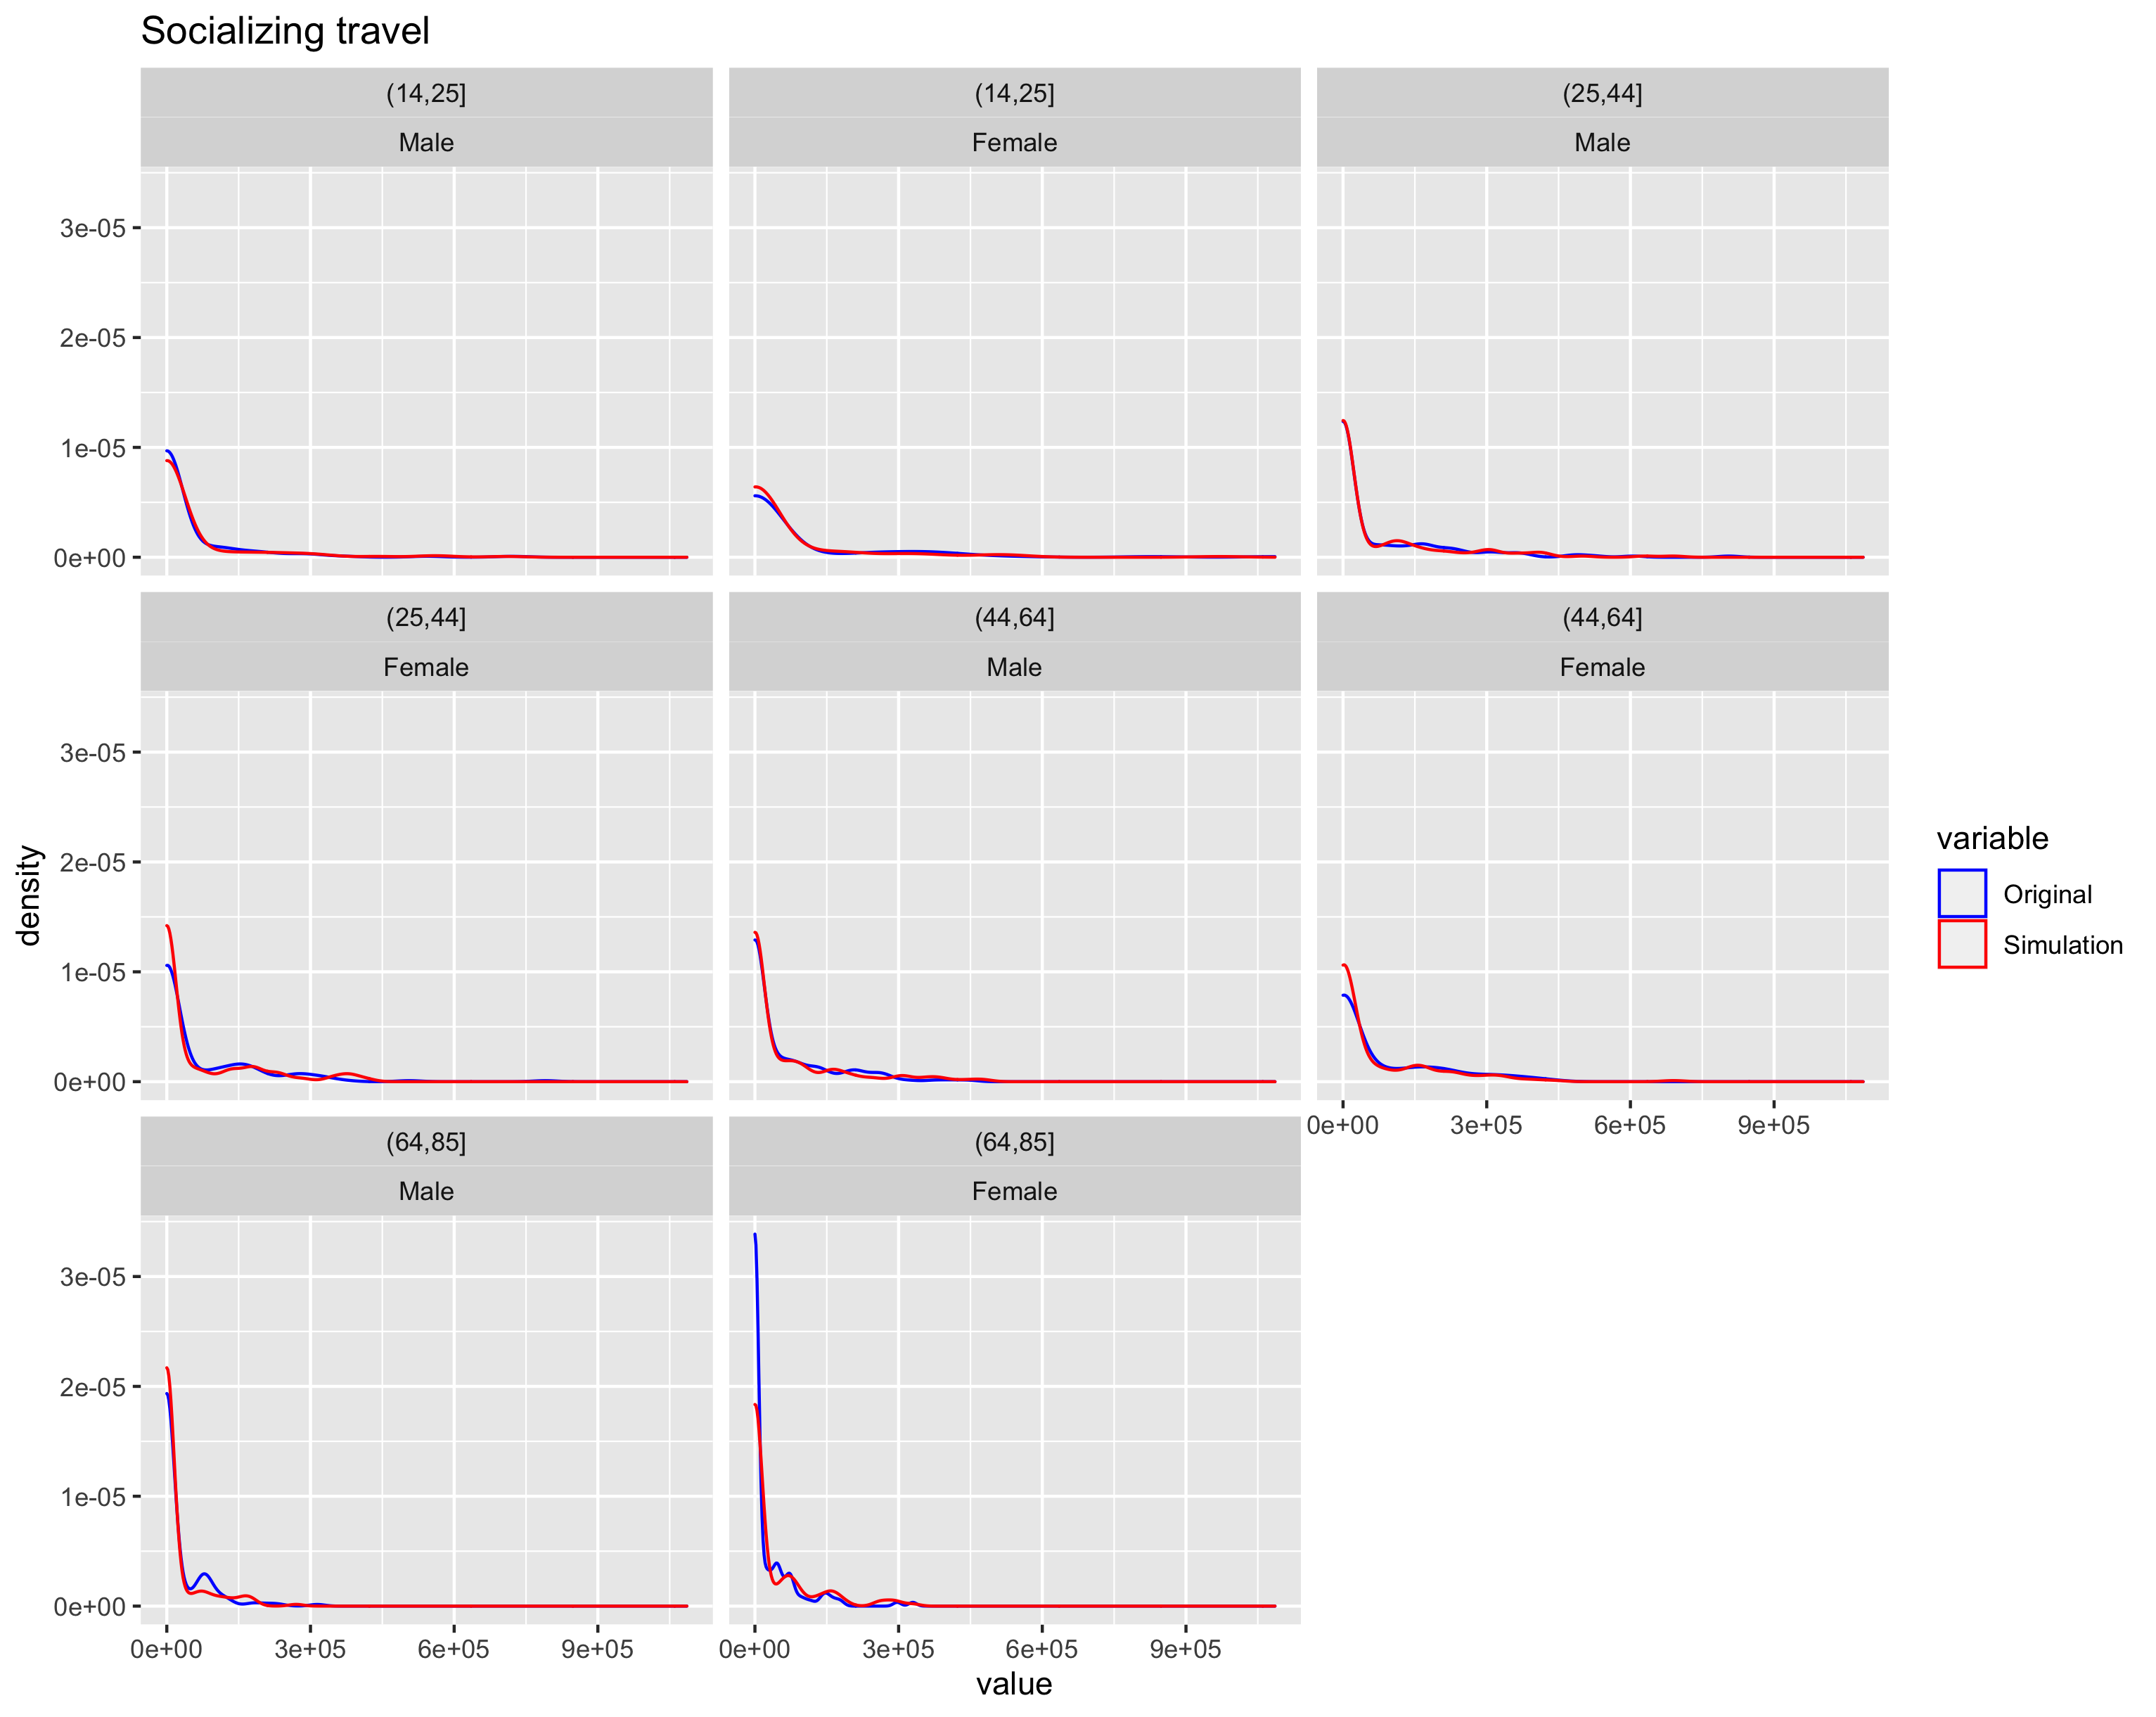 Socializing travel
(14,25]
(14,25]
(25,44]
Male
Female
Male
3e-05
2e-05
1e-05
0e+00
(25,44]
(44,64]
(44,64]
Female
Male
Female
3e-05
2e-05
1e-05
0e+00
0e+00 3e+05 6e+05 9e+05
(64,85]
(64,85]
Male
Female
3e-05
2e-05
1e-05
0e+00
0e+00 3e+05 6e+05 9e+05
0e+00 3e+05 6e+05 9e+05
value
density
variable
Original
Simulation